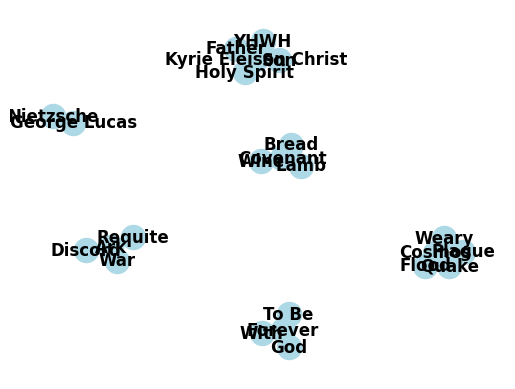 YHWH
Father
Kyrie Eleison Christ
Son
Holy Spirit
Nietzsche
George Lucas
Bread
Covenant
Wine
Lamb
Requite
Ark
Discord
War
Weary
Plague
Cosmos
Flood
Quake
To Be
Forever
With
God